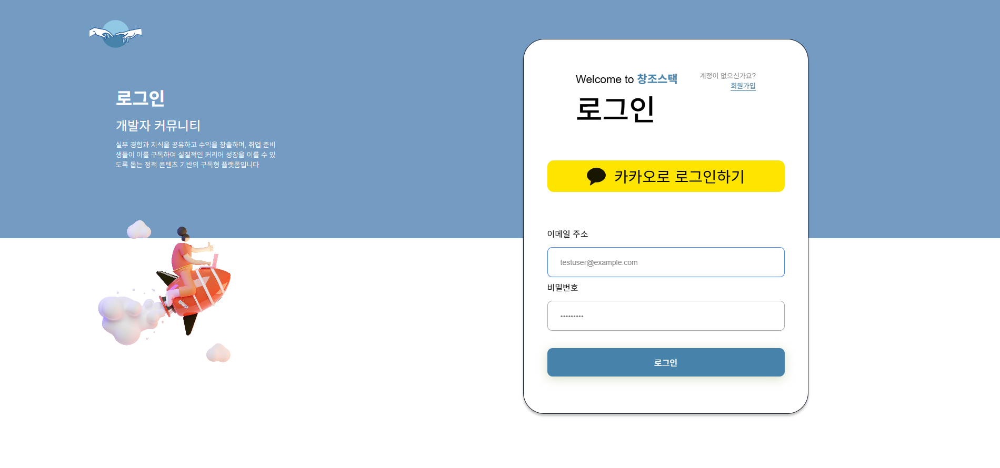 로그인
개발자 커뮤니티
실무 경험과 지식을 공유하고 수익을 창출하며, 취업 준비
생들이 이를 구독하여 실질적인 커리어 성장을 이룰 수 있
도록 돕는 정적 콘텐츠 기반의 구독형 플랫폼입니다
Welcome to 창조스택
계정이 없으신가요?
회원가입
로그인
카카오로 로그인하기
이메일 주소
testuser@example.com
비밀번호
•••••••••
로그인